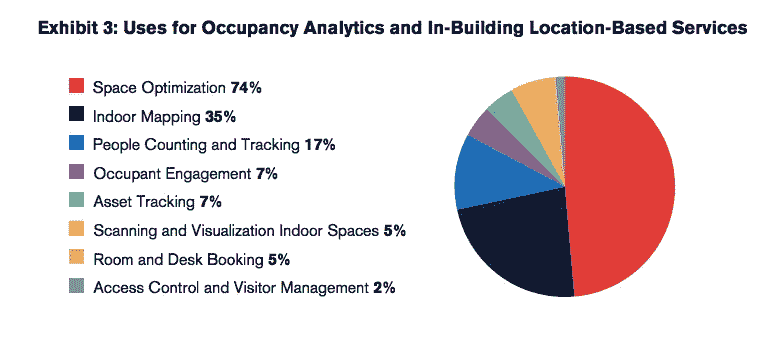 Exhibit 3: Uses for Occupancy Analytics and In-Building Location-Based Services
Space Optimization 74%
Indoor Mapping 35%
People Counting and Tracking 17%
Occupant Engagement 7%
Asset Tracking 7%
Scanning and Visualization Indoor Spaces 5%
Room and Desk Booking 5%
Access Control and Visitor Management 2%